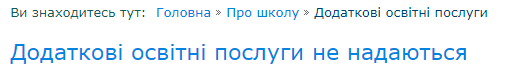 Ви знаходитесь тут: Головна » Про школу » Додаткові освітні послуги
Додаткові освітні послуги не надаються